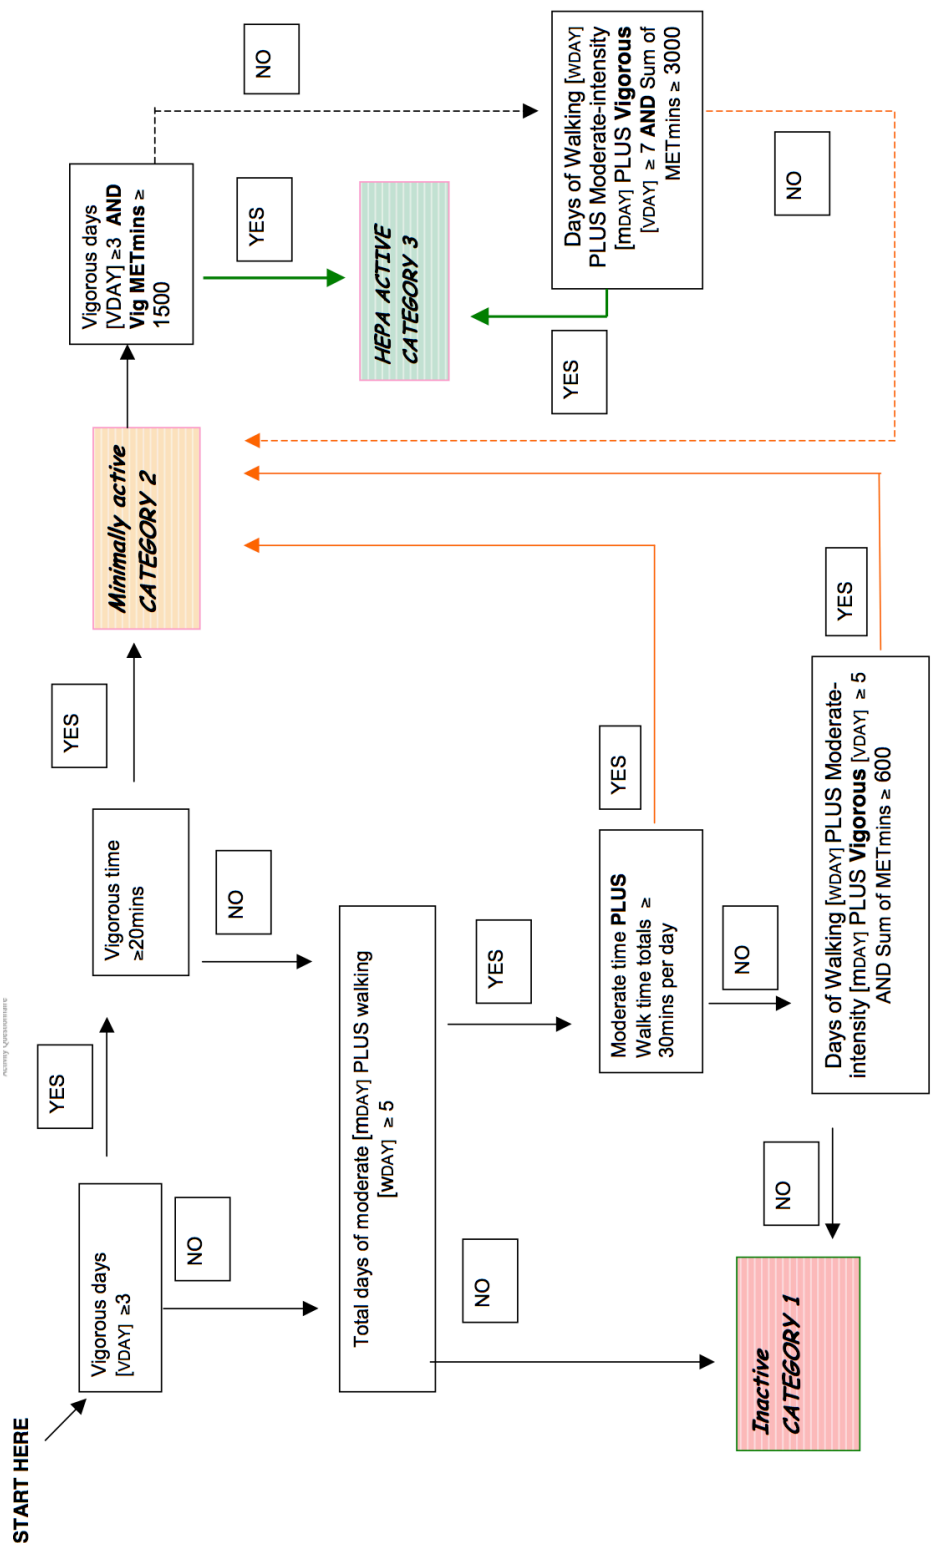 START HERE
Vigorous days
[VDAY] ≥3
YES
NO
Vigorous time
≥20mins
YES
NO
Minimally active
CATEGORY 2
Vigorous days
[VDAY] ≥3 AND
Vig METmins ≥
1500
YES
NO
HEPA ACTIVE
CATEGORY 3
Days of Walking [WDAY]
PLUS Moderate-intensity
[mDAY] PLUS Vigorous
[VDAY] ≥ 7 AND Sum of
METmins ≥ 3000
YES
NO
Total days of moderate [mDAY] PLUS walking
[WDAY] ≥ 5
YES
NO
Moderate time PLUS
Walk time totals ≥
30mins per day
YES
NO
Days of Walking [WDAY] PLUS Moderate-
intensity [mDAY] PLUS Vigorous [VDAY] ≥ 5
AND Sum of METmins ≥ 600
YES
NO
Inactive
CATEGORY 1